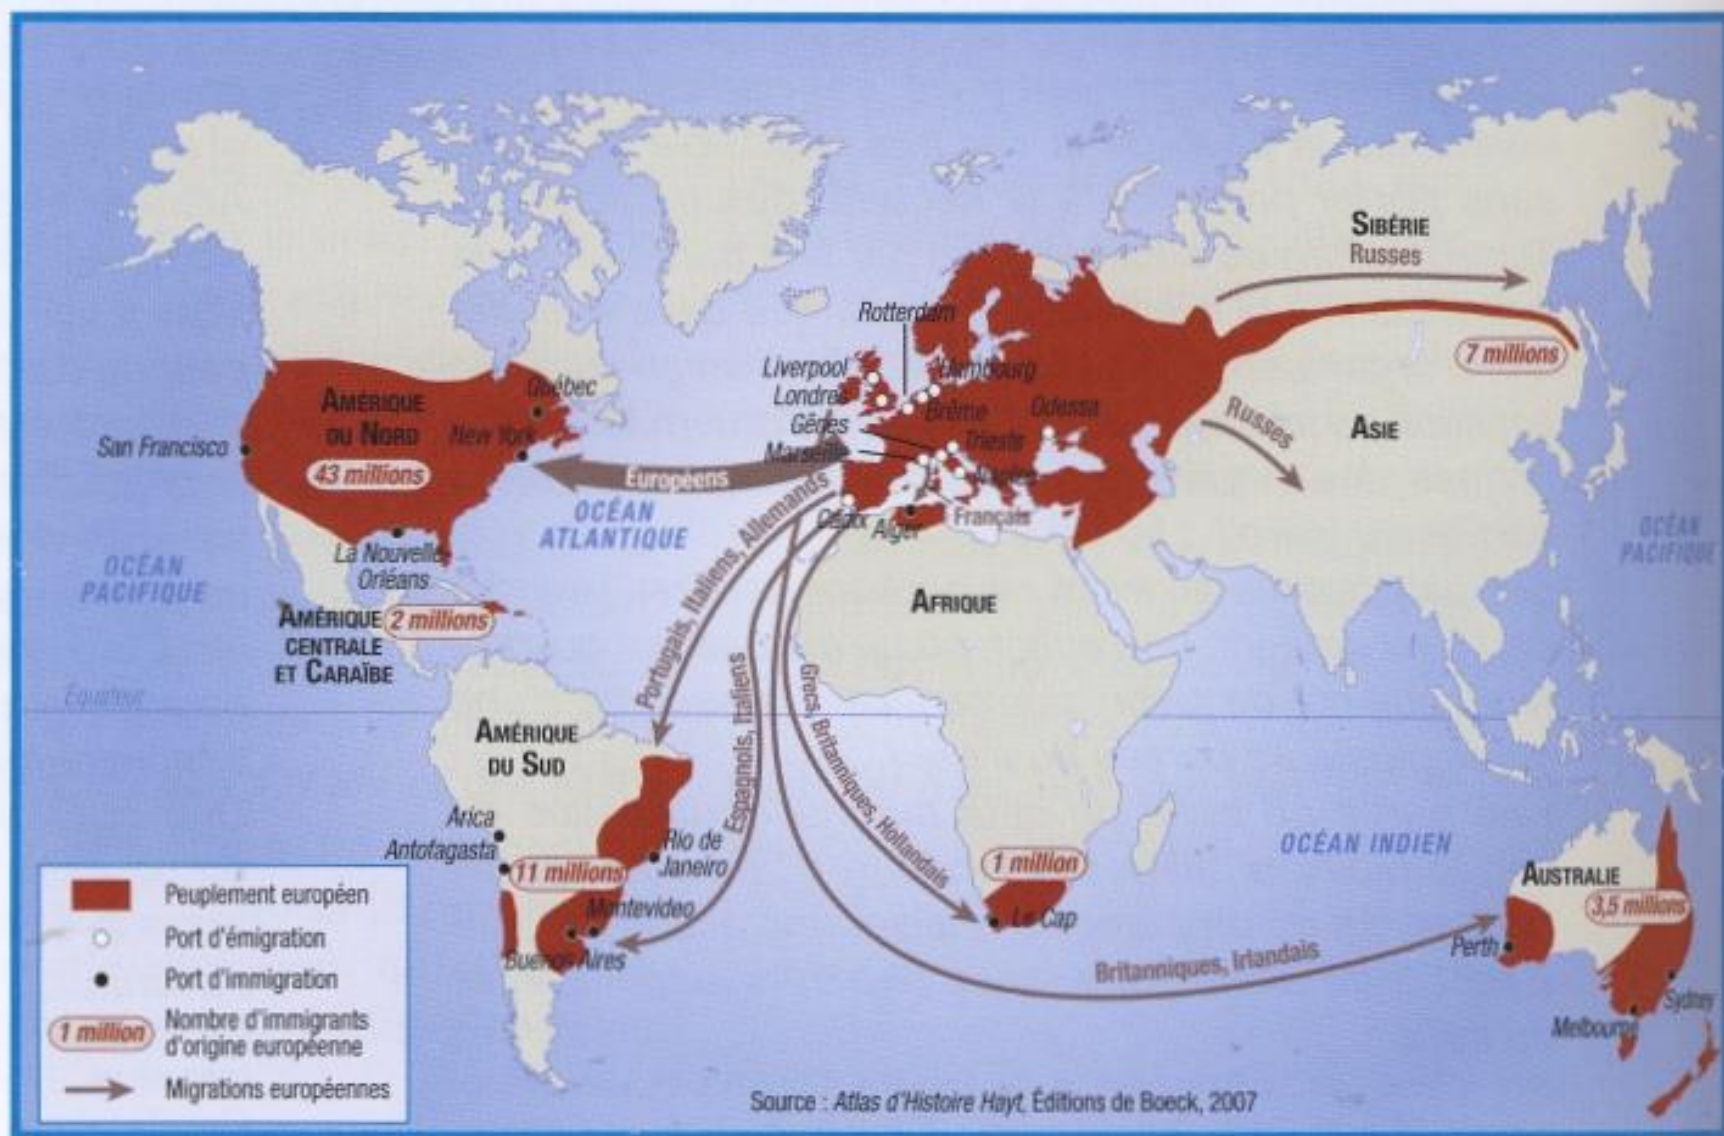 SIBÉRIE
Russes
Rotterdam
7 millions
Liverpool
Hambourg
Londres
Brême
Odessa
Gênes
Trieste
Marseille
Naples
Russes
ASIE
Québec
AMÉRIQUE
DU NORD
New York
San Francisco
43 millions
Européens
OCÉAN
ATLANTIQUE
Cadix
Alger
Français
OCÉAN
PACIFIQUE
La Nouvelle
Orléans
OCÉAN
PACIFIQUE
AMÉRIQUE
CENTRALE
ET CARAÏBE
2 millions
AFRIQUE
Portugais, Italiens, Allemands
Espagnols, Italiens
Grecs, Britanniques, Hollandais
Équateur
AMÉRIQUE
DU SUD
Arica
Antofagasta
Rio de
Janeiro
11 millions
Montevideo
Buenos Aires
1 million
Le Cap
OCÉAN INDIEN
AUSTRALIE
3,5 millions
Perth
Sydney
Melbourne
Britanniques, Irlandais
Peuplement européen
Port d'émigration
Port d'immigration
1 million
Nombre d'immigrants
d'origine européenne
Migrations européennes
Source : Atlas d'Histoire Hayt, Éditions de Boeck, 2007